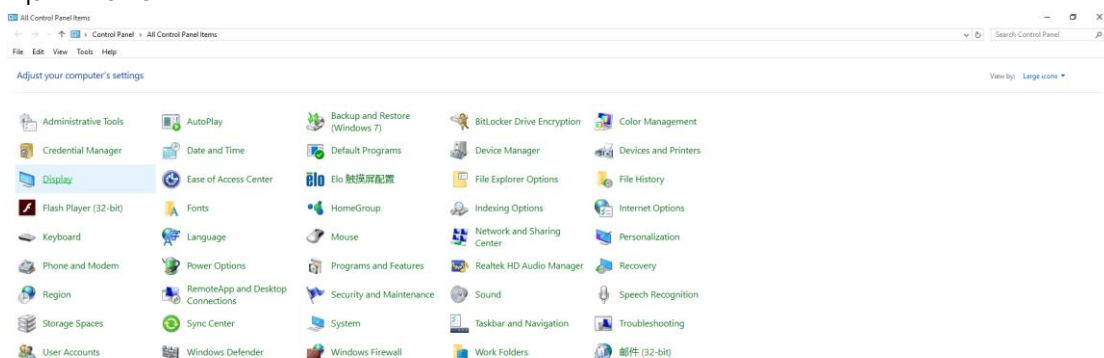 All Control Panel Items
Control Panel > All Control Panel Items
Search Control Panel
File Edit View Tools Help
Adjust your computer's settings
View by: Large icons
Administrative Tools
AutoPlay
Backup and Restore
(Windows 7)
BitLocker Drive Encryption
Color Management
Credential Manager
Date and Time
Default Programs
Device Manager
Devices and Printers
Display
Ease of Access Center
elo
Elo 触摸屏配置
File Explorer Options
File History
Flash Player (32-bit)
Fonts
HomeGroup
Indexing Options
Internet Options
Keyboard
Language
Mouse
Network and Sharing
Center
Personalization
Phone and Modem
Power Options
Programs and Features
Realtek HD Audio Manager
Recovery
Region
RemoteApp and Desktop
Connections
Security and Maintenance
Sound
Speech Recognition
Storage Spaces
Sync Center
System
Taskbar and Navigation
Troubleshooting
User Accounts
Windows Defender
Windows Firewall
Work Folders
邮件 (32-bit)